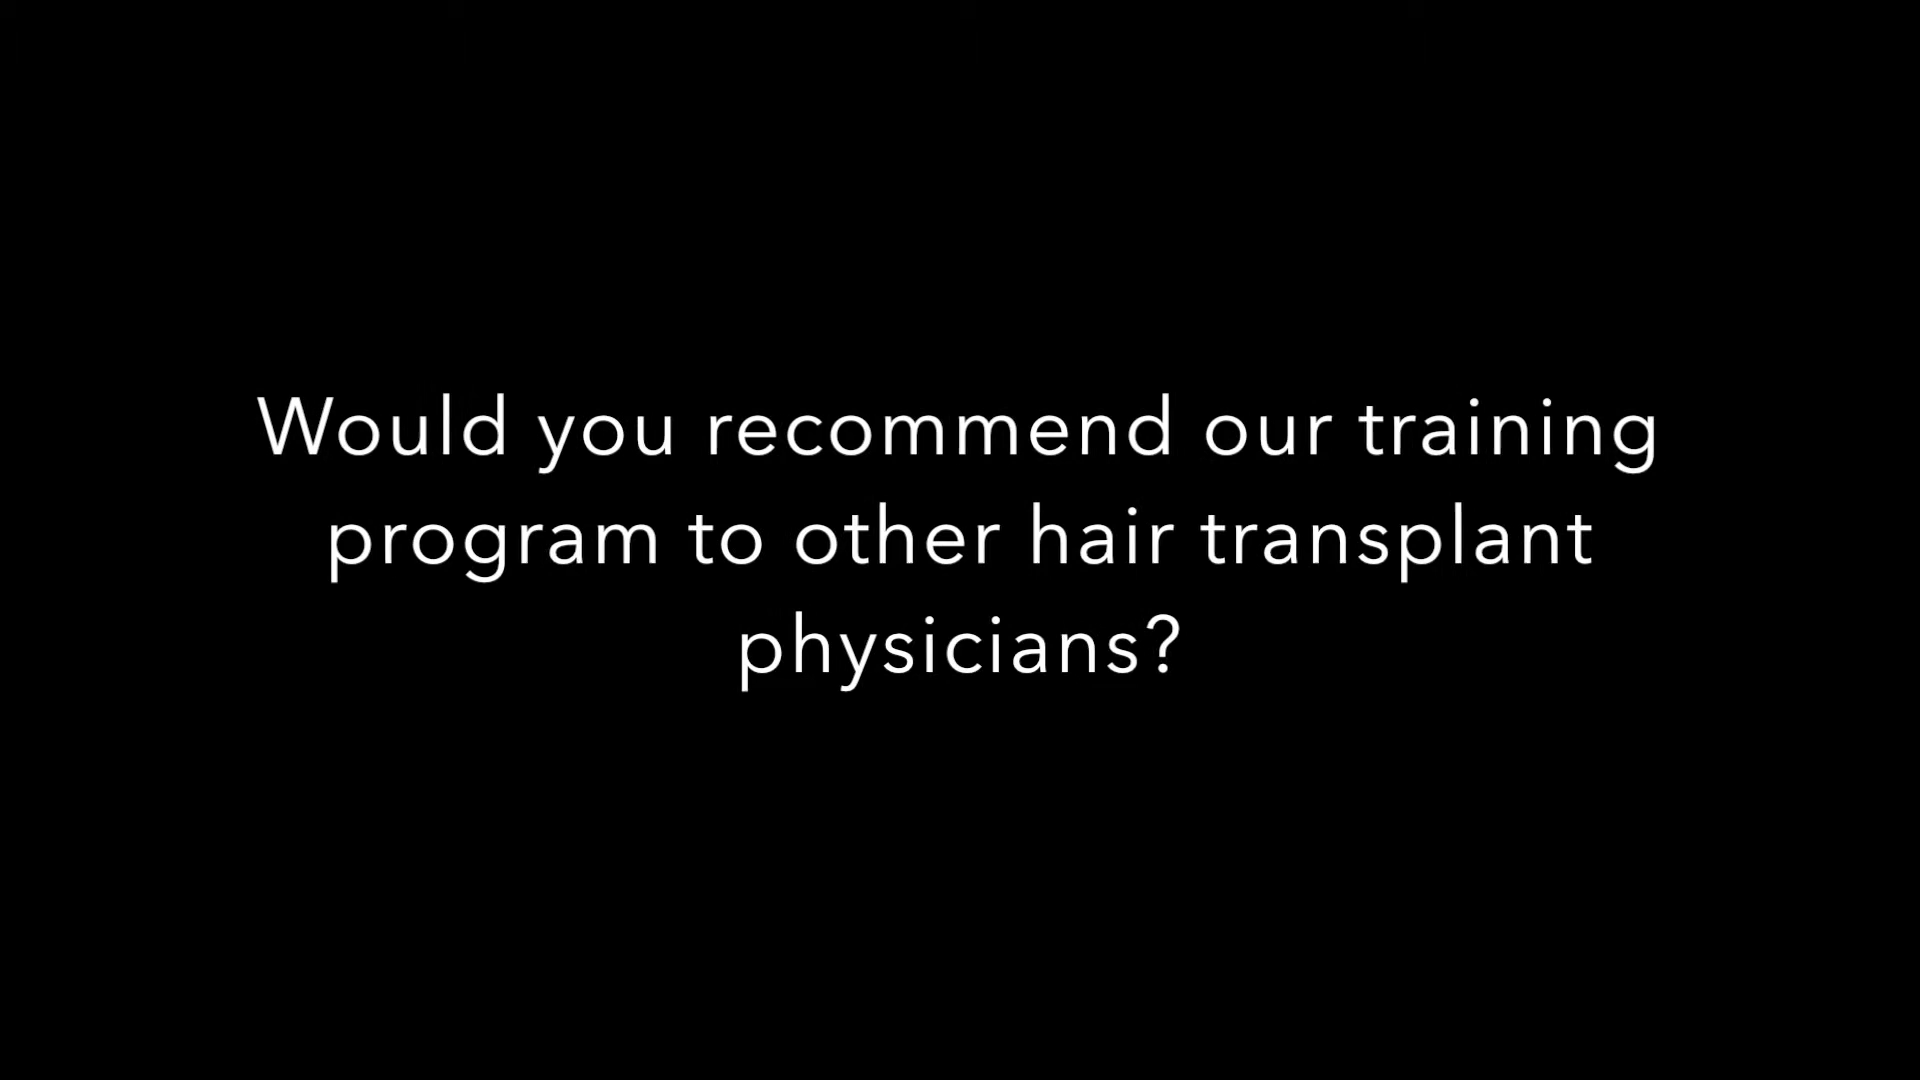 Would you recommend our training
program to other hair transplant
physicians?